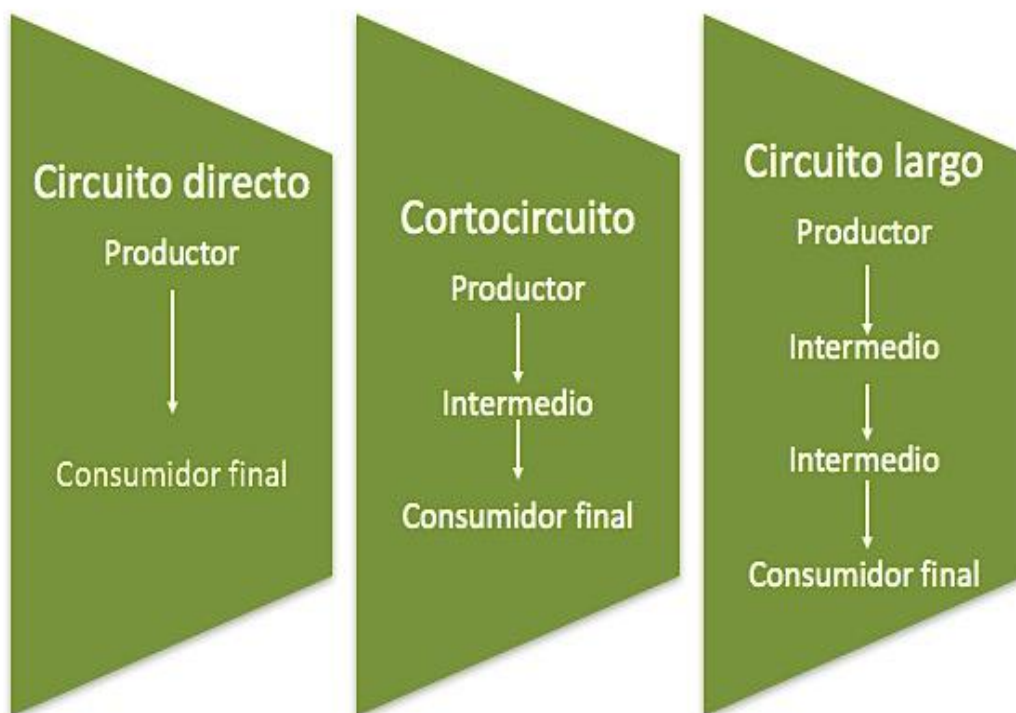 Circuito directo
Productor
Consumidor final
Cortocircuito
Productor
Intermedio
Consumidor final
Circuito largo
Productor
Intermedio
Intermedio
Consumidor final